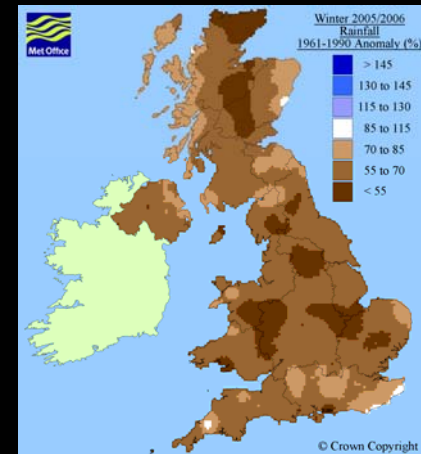 Met Office
Winter 2005/2006
Rainfall
1961-1990 Anomaly (%)
> 145
130 to 145
115 to 130
85 to 115
70 to 85
55 to 70
< 55
© Crown Copyright